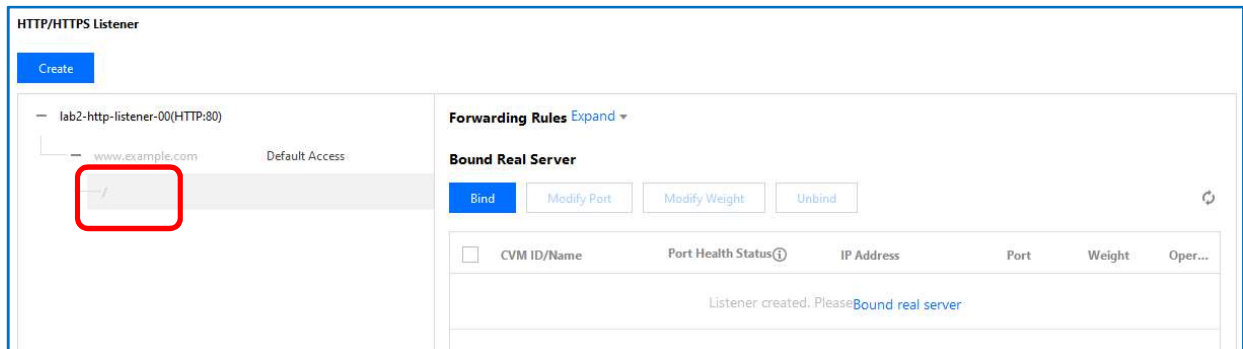 HTTP/HTTPS Listener
Create
lab2-http-listener-00(HTTP:80)
www.example.com Default Access
/
Forwarding Rules Expand
Bound Real Server
Bind Modify Port Modify Weight Unbind
CVM ID/Name Port Health Status IP Address Port Weight Oper...
Listener created. PleaseBound real server